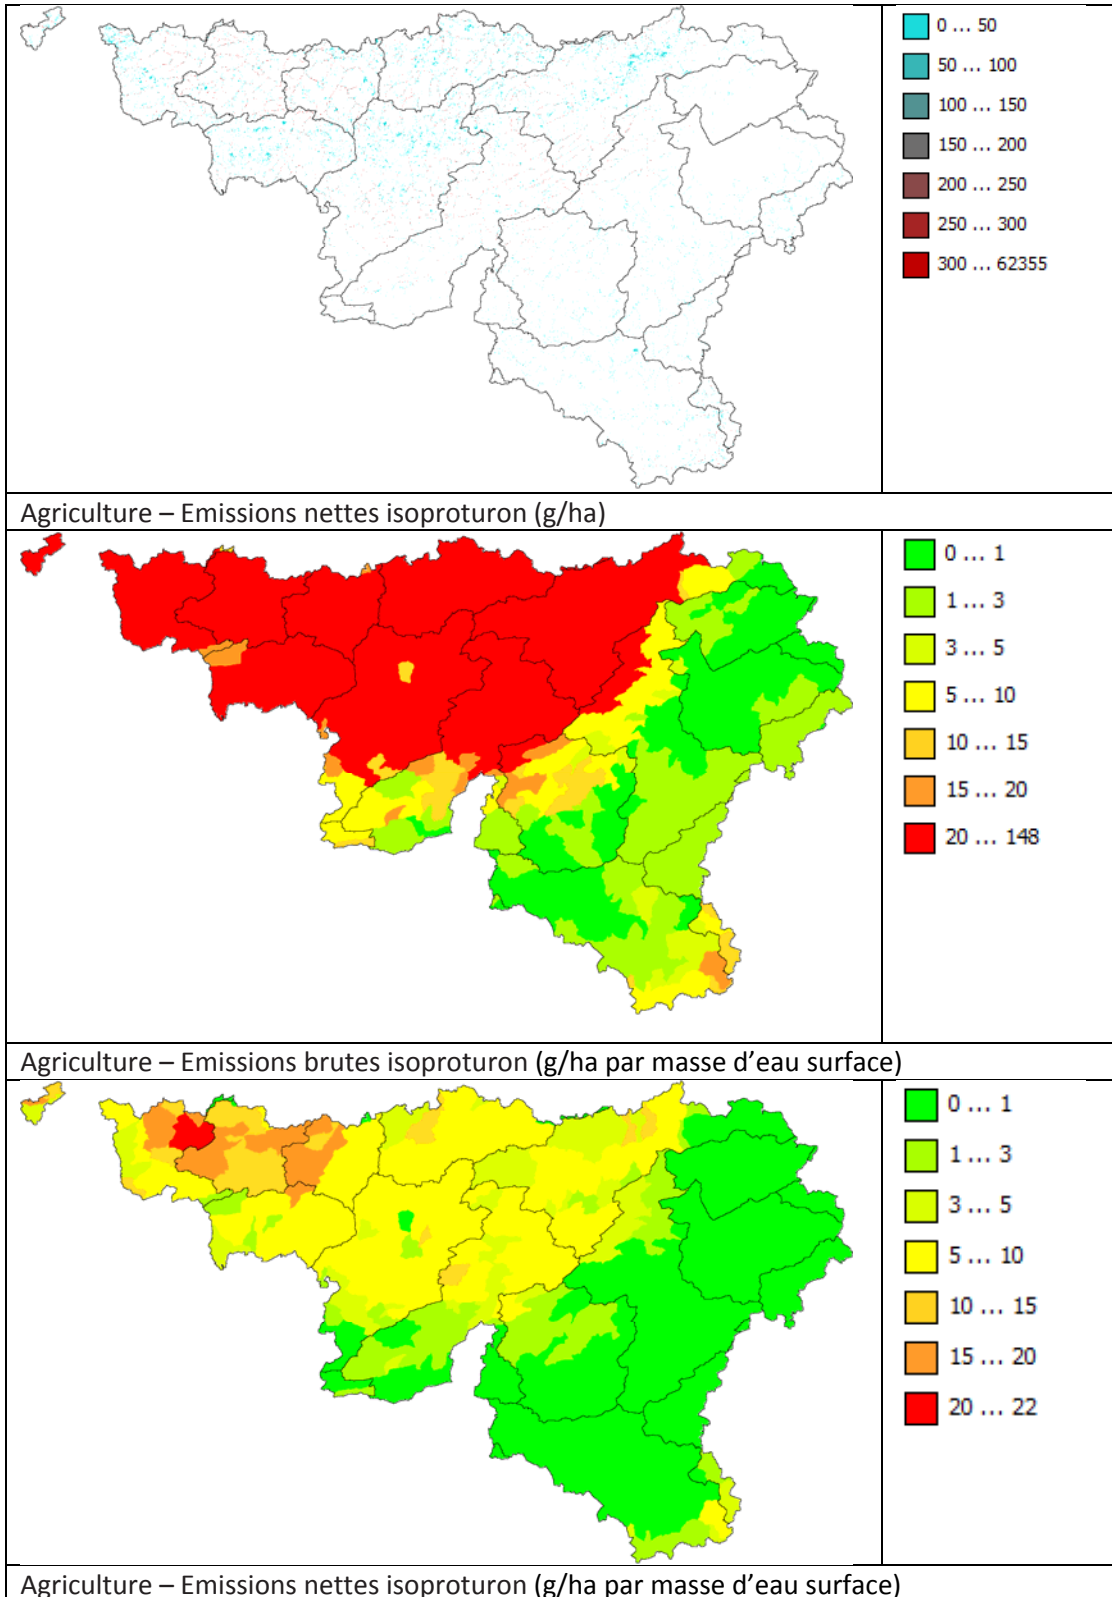 0 ... 50
50 ... 100
100 ... 150
150 ... 200
200 ... 250
250 ... 300
300 ... 62355
Agriculture – Emissions nettes isoproturon (g/ha)
0 ... 1
1 ... 3
3 ... 5
5 ... 10
10 ... 15
15 ... 20
20 ... 148
Agriculture – Emissions brutes isoproturon (g/ha par masse d'eau surface)
0 ... 1
1 ... 3
3 ... 5
5 ... 10
10 ... 15
15 ... 20
20 ... 22
Agriculture – Emissions nettes isoproturon (g/ha par masse d'eau surface)